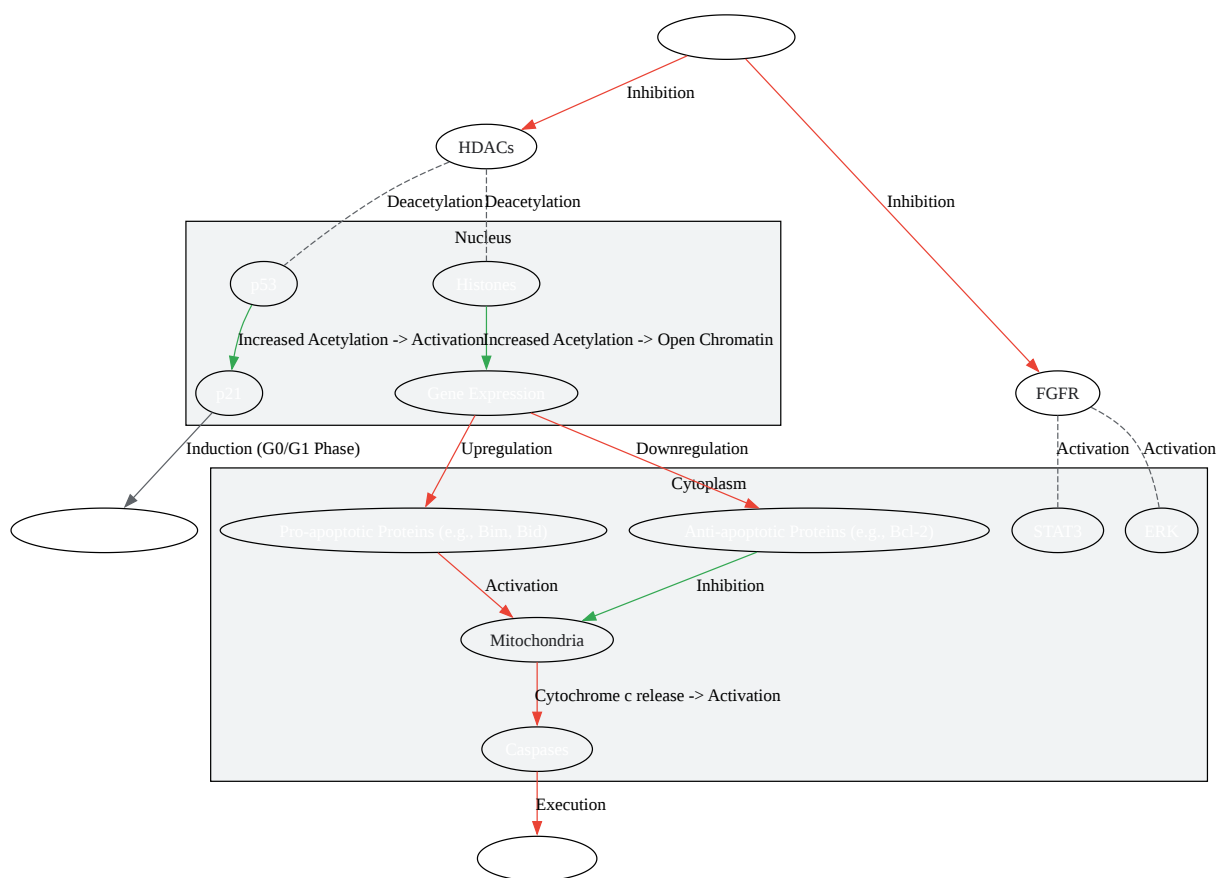 Inhibition
HDACs
Inhibition
Deacetylation
Deacetylation
Nucleus
p53
Histones
Increased Acetylation -> Activation
Increased Acetylation -> Open Chromatin
p21
Gene Expression
FGFR
Induction (G0/G1 Phase)
Upregulation
Downregulation
Activation
Activation
Cytoplasm
Pro-apoptotic Proteins (e.g., Bim, Bid)
Anti-apoptotic Proteins (e.g., Bcl-2)
STAT3
ERK
Activation
Inhibition
Mitochondria
Cytochrome c release -> Activation
Caspases
Execution